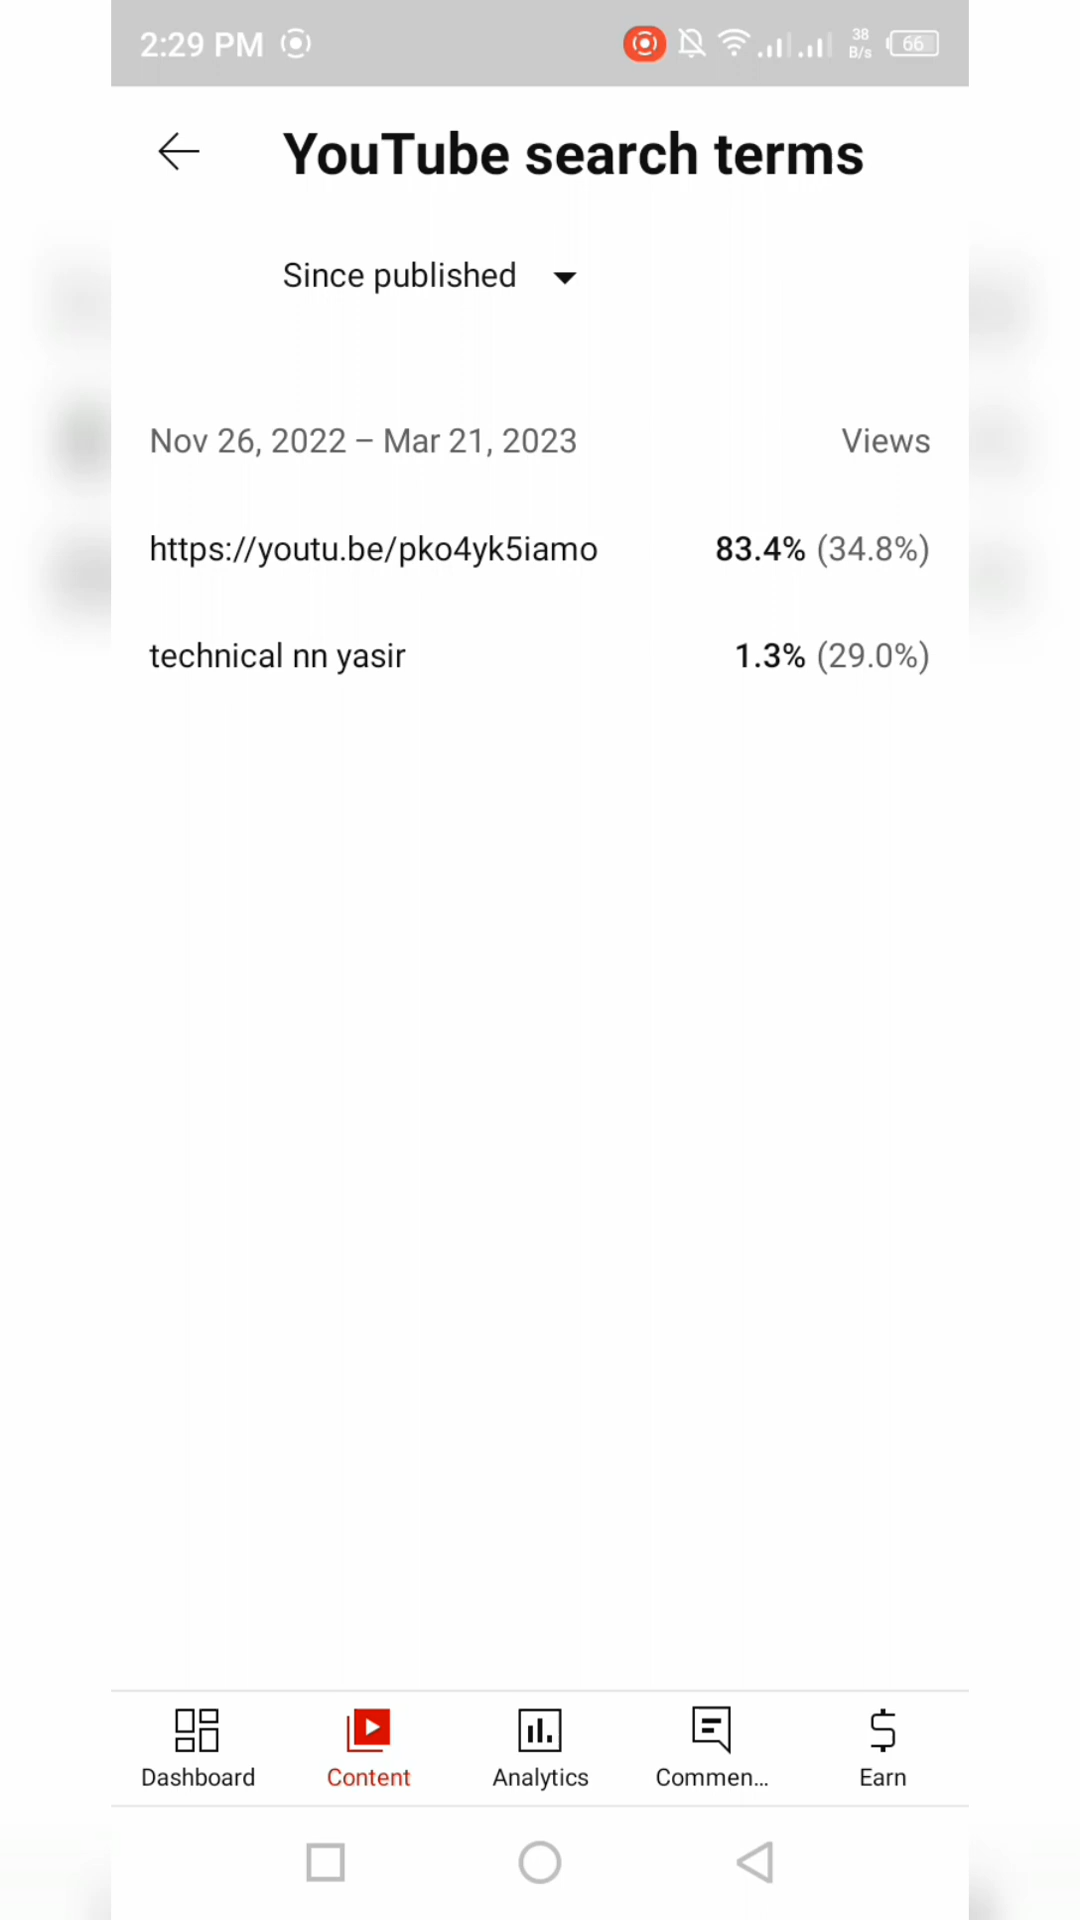 2:29 PM 38 B/s 66
YouTube search terms
Since published
Nov 26, 2022 – Mar 21, 2023 Views
https://youtu.be/pko4yk5iamo 83.4% (34.8%)
technical nn yasir 1.3% (29.0%)
Dashboard Content Analytics Commen... Earn